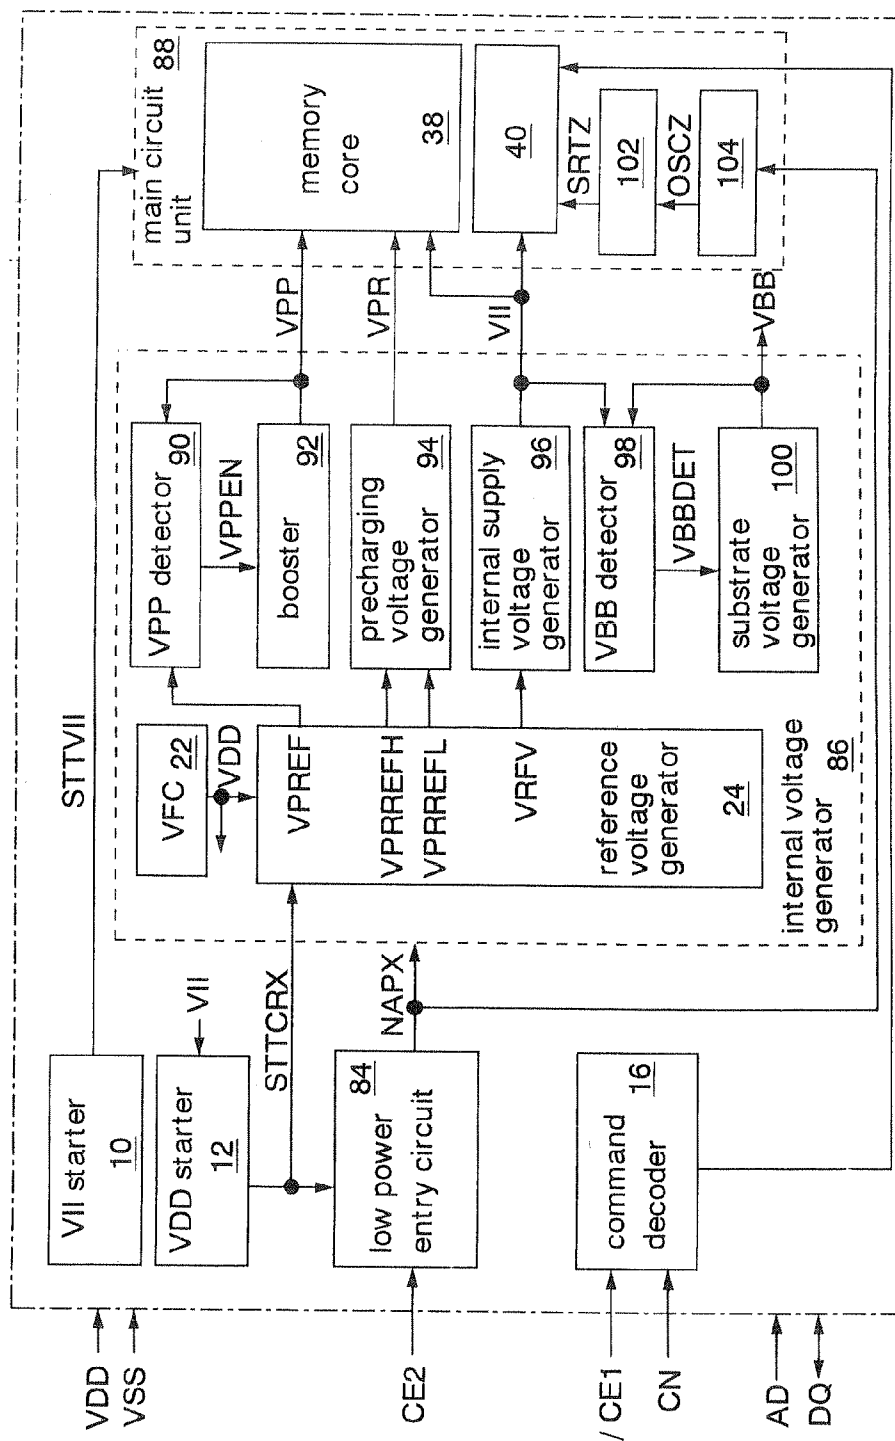 VDD
VSS
CE2
/ CE1
CN
AD
DQ
VII starter
10
VDD starter
12
VII
STTVII
STTCRX
low power
entry circuit
84
NAPX
command
decoder
16
VFC 22
VDD
VPREF
VPRREFH
VPRREFL
VRFV
reference
voltage
generator
24
internal voltage
generator
86
VPP detector
90
VPPEN
booster
92
precharging
voltage
generator
94
internal supply
voltage
generator
96
VBB detector
98
VBBDET
substrate
voltage
generator
100
VPP
VPR
VII
VBB
main circuit
unit
88
memory
core
38
40
SRTZ
102
OSCZ
104